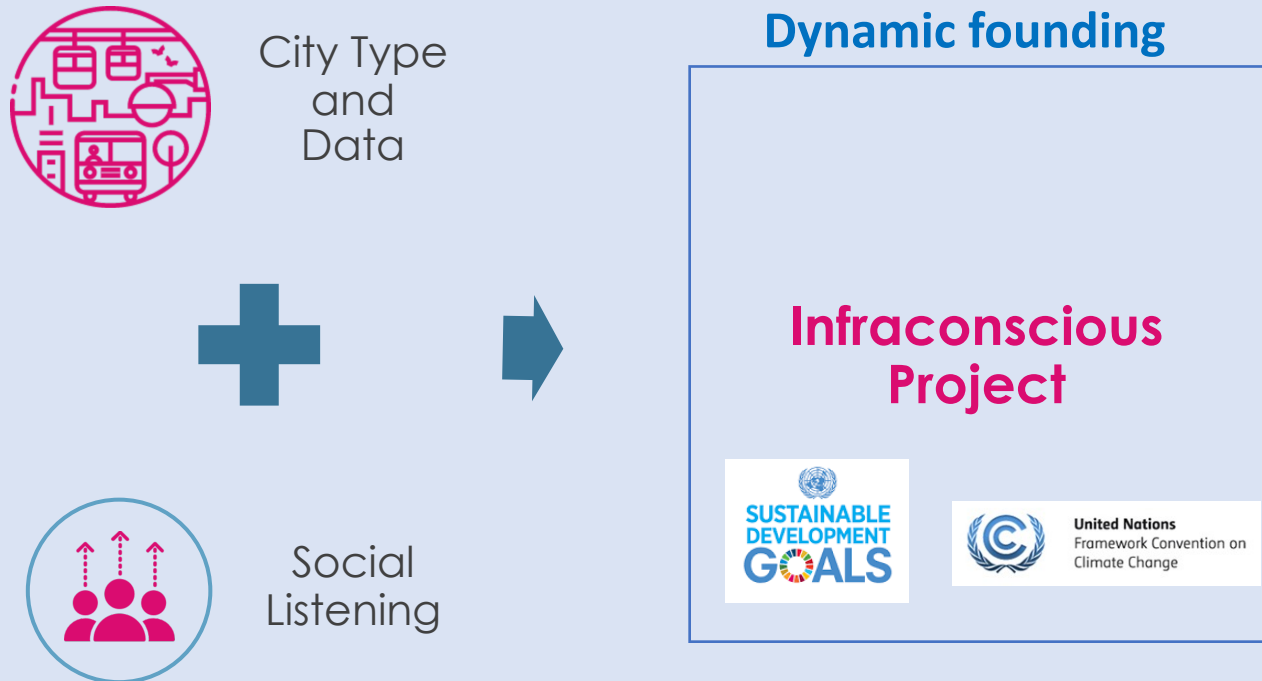 City Type
and
Data
Social
Listening
Dynamic founding
Infraconscious
Project
SUSTAINABLE
DEVELOPMENT
GOALS
United Nations
Framework Convention on
Climate Change